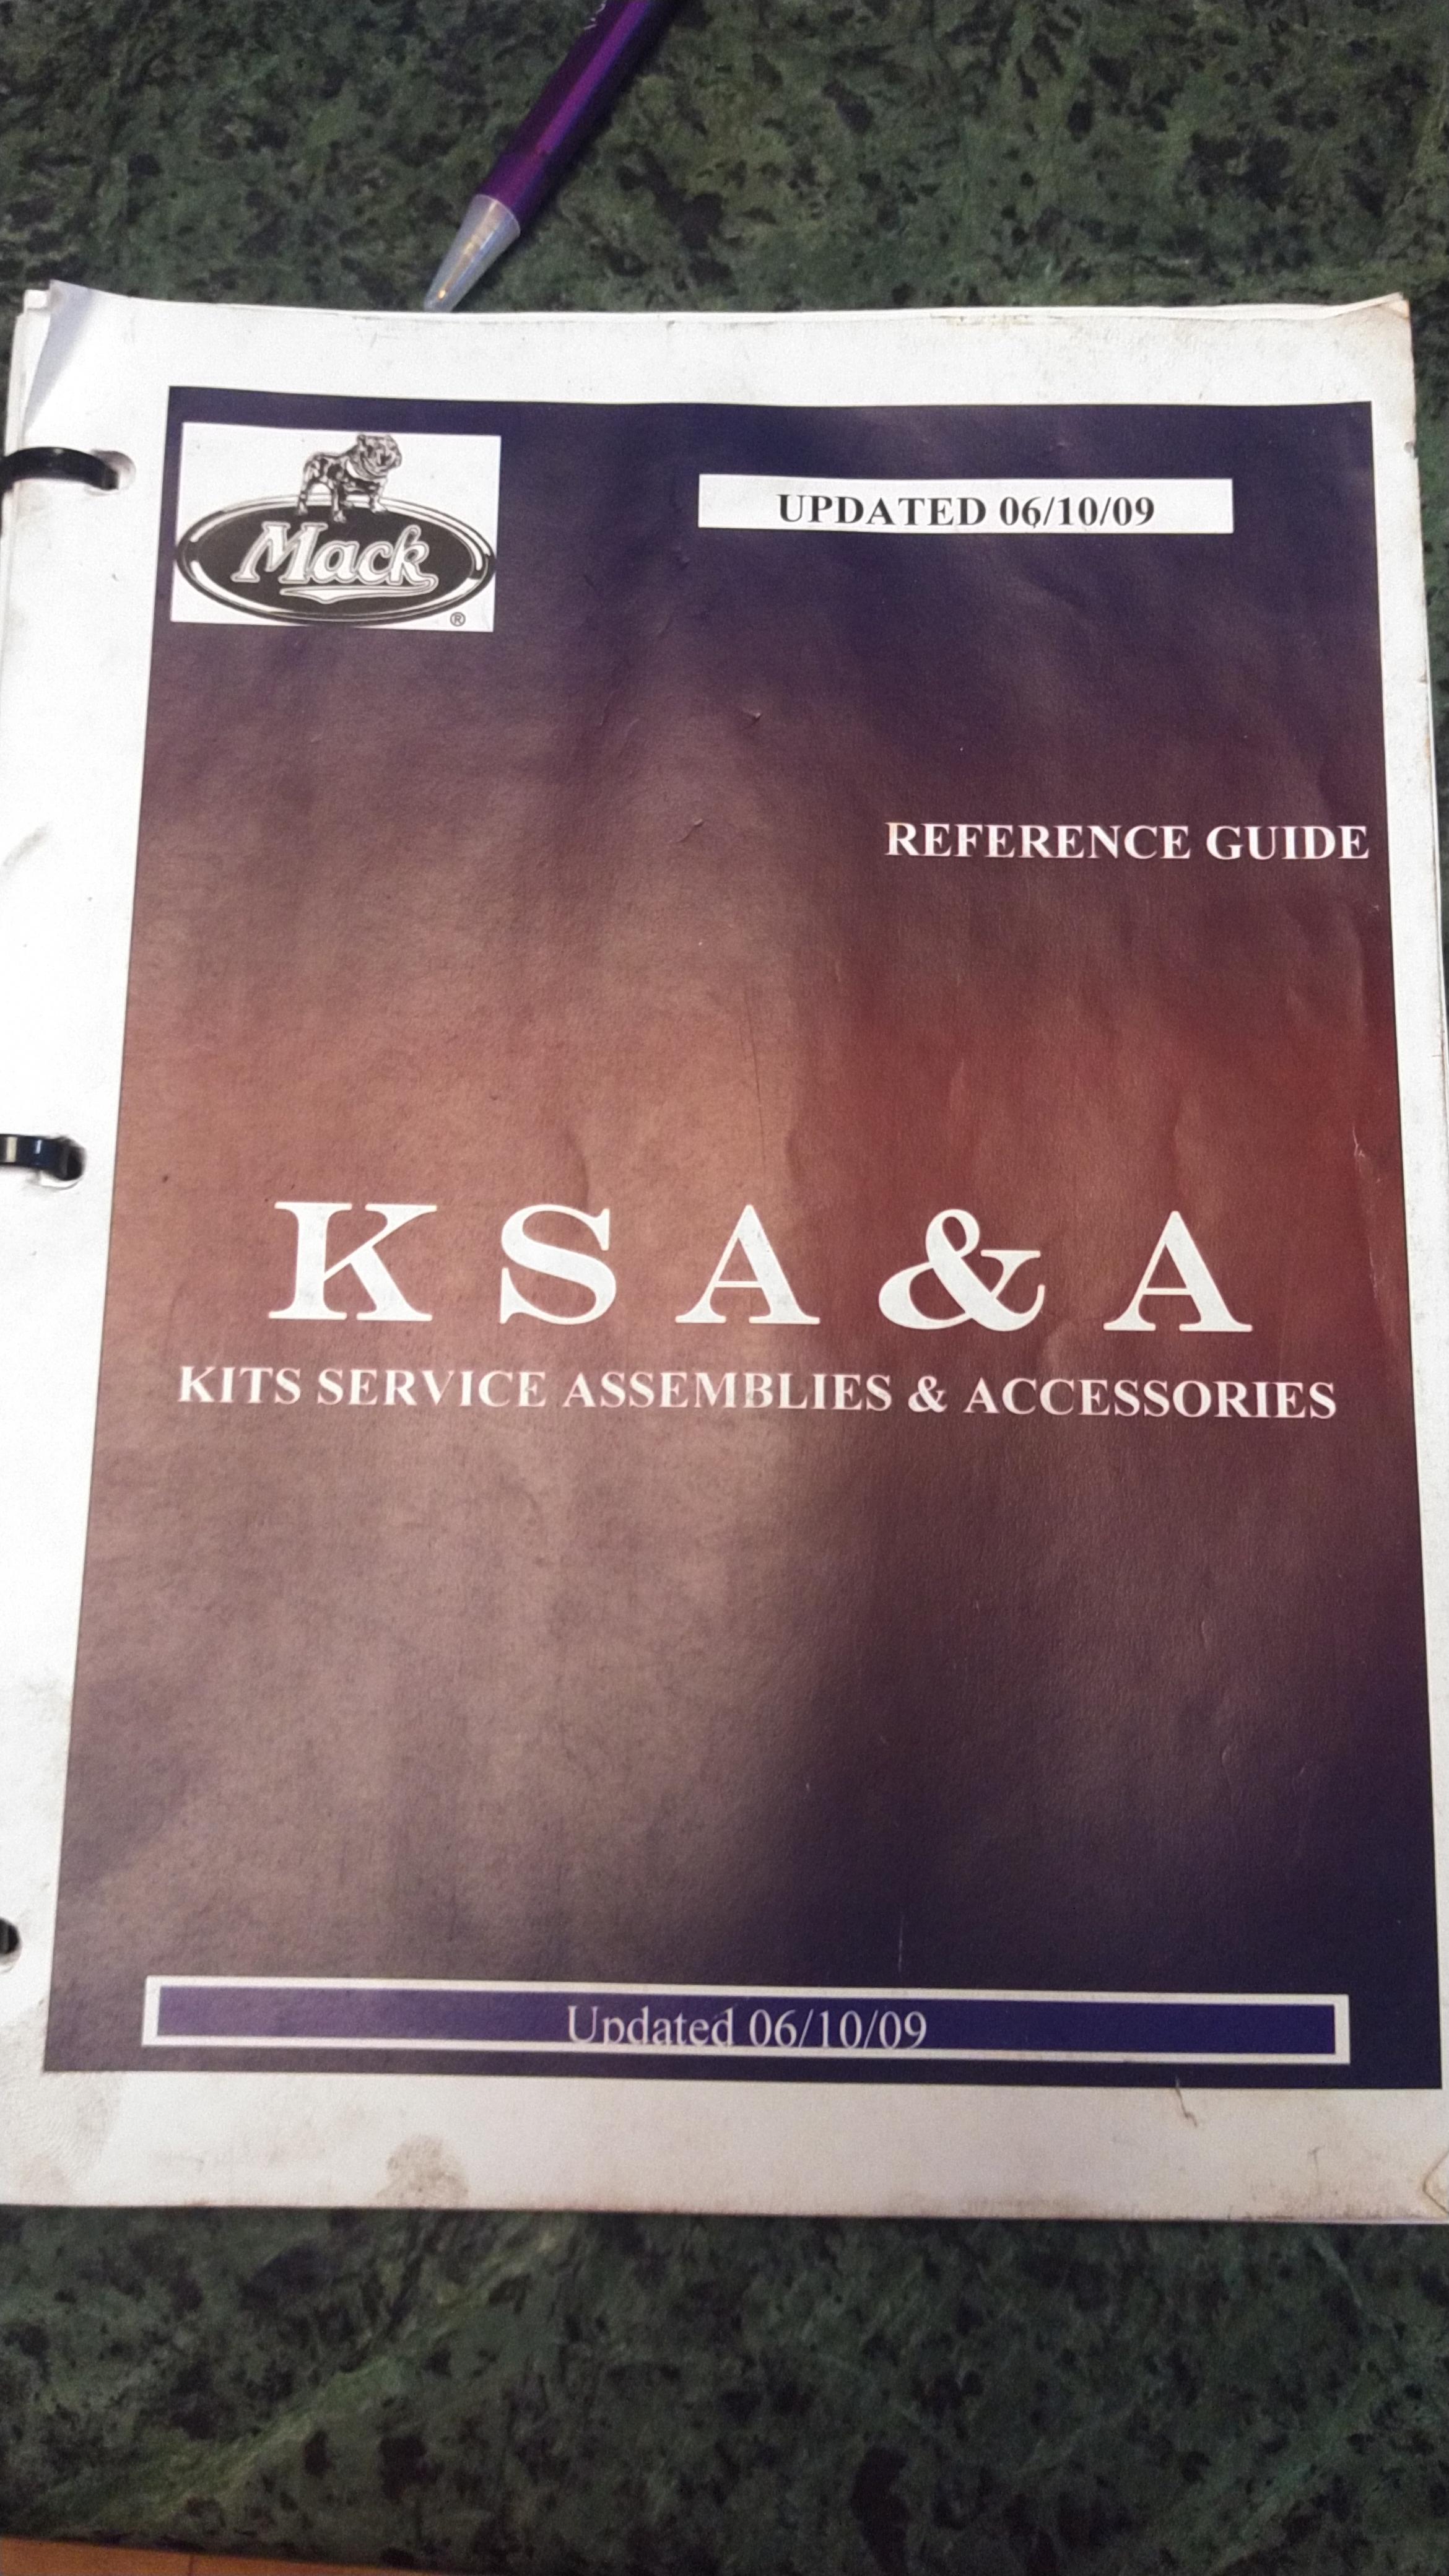 Mack
®
UPDATED 06/10/09
REFERENCE GUIDE
K S A & A
KITS SERVICE ASSEMBLIES & ACCESSORIES
Updated 06/10/09